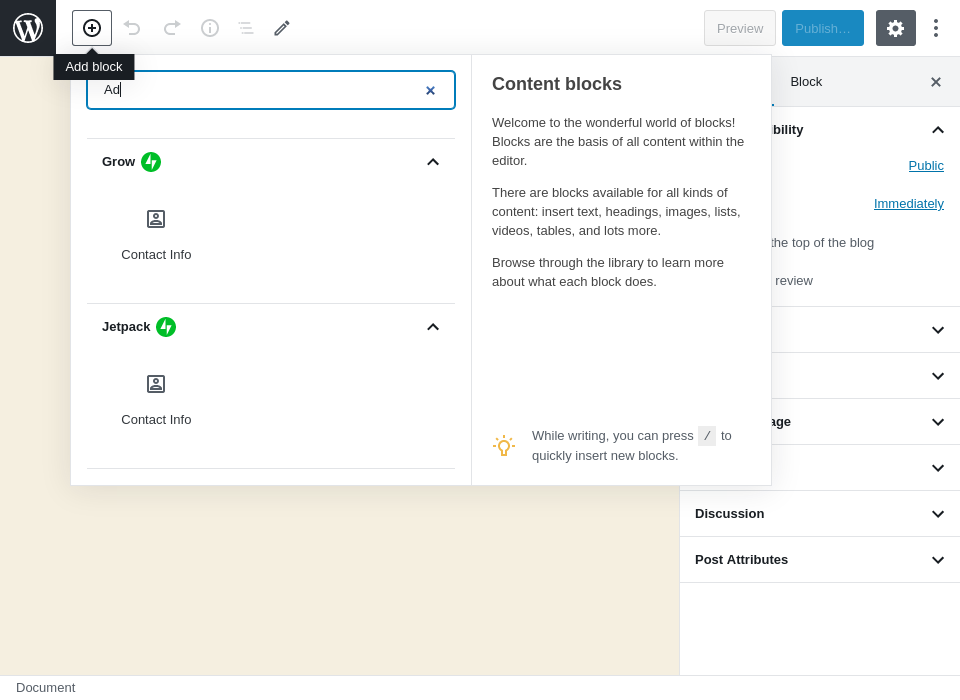 Preview
Publish…
Add block
Ad
Grow
Contact Info
Jetpack
Contact Info
Content blocks
Welcome to the wonderful world of blocks!
Blocks are the basis of all content within the
editor.
There are blocks available for all kinds of
content: insert text, headings, images, lists,
videos, tables, and lots more.
Browse through the library to learn more
about what each block does.
While writing, you can press / to
quickly insert new blocks.
Block
Public
Immediately
the top of the blog
review
Discussion
Post Attributes
Document